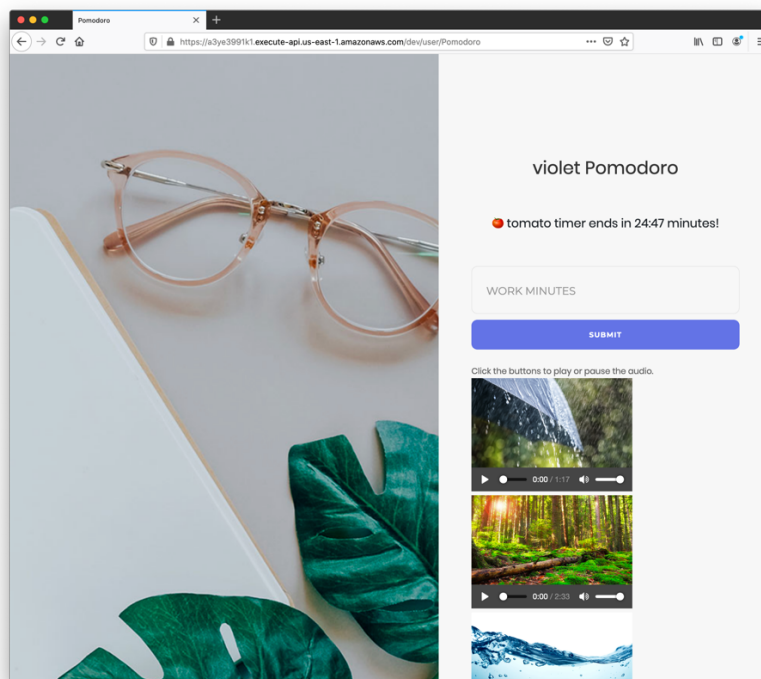 Pomodoro
https://a3ye3991k1.execute-api.us-east-1.amazonaws.com/dev/user/Pomodoro
violet Pomodoro
🍅 tomato timer ends in 24:47 minutes!
WORK MINUTES
SUBMIT
Click the buttons to play or pause the audio.
0:00 / 1:17
0:00 / 2:33